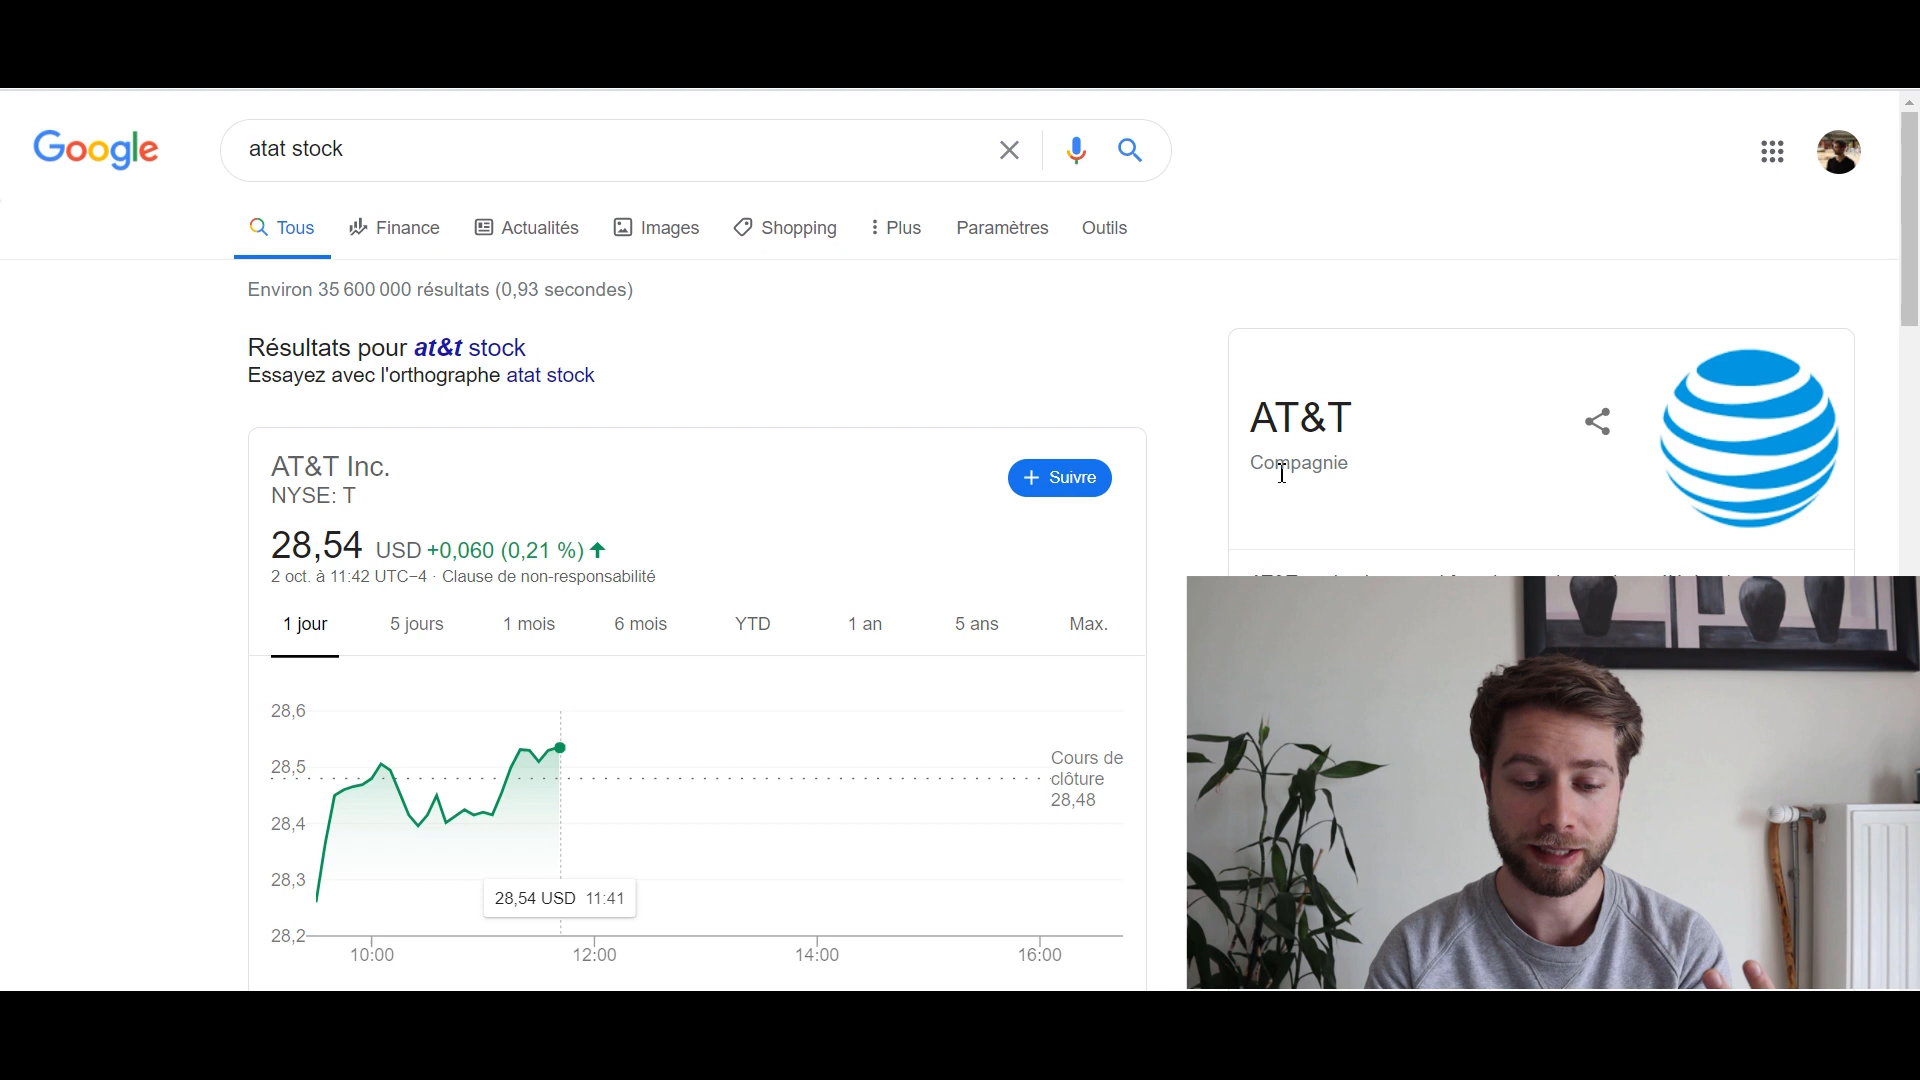 Google
atat stock
Tous Finance Actualités Images Shopping Plus Paramètres Outils
Environ 35 600 000 résultats (0,93 secondes)
Résultats pour at&t stock
Essayez avec l'orthographe atat stock
AT&T Inc.
NYSE: T
+ Suivre
28,54 USD +0,060 (0,21 %)
2 oct. à 11:42 UTC−4 · Clause de non-responsabilité
1 jour 5 jours 1 mois 6 mois YTD 1 an 5 ans Max.
28,6
28,5
28,4
28,3
28,2
Cours de
clôture
28,48
28,54 USD 11:41
10:00 12:00 14:00 16:00
AT&T
Compagnie